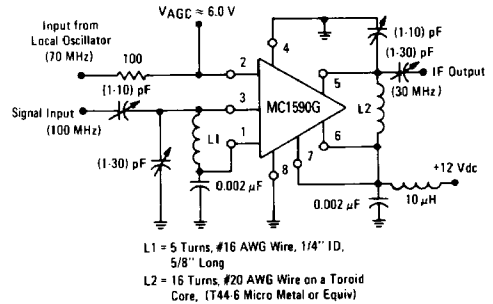 Input from
Local Oscillator
(70 MHz)
VAGC ≈ 6.0 V
100
2
4
(1-10) pF
(1-30) pF
IF Output
(30 MHz)
(1-10) pF
Signal Input
(100 MHz)
3
5
MC1590G
L1
L2
1
6
7
8
(1-30) pF
0.002 µF
+12 Vdc
0.002 µF
10 µH
L1 = 5 Turns, #16 AWG Wire, 1/4" ID,
5/8" Long
L2 = 16 Turns, #20 AWG Wire on a Toroid
Core, (T44-6 Micro Metal or Equiv)